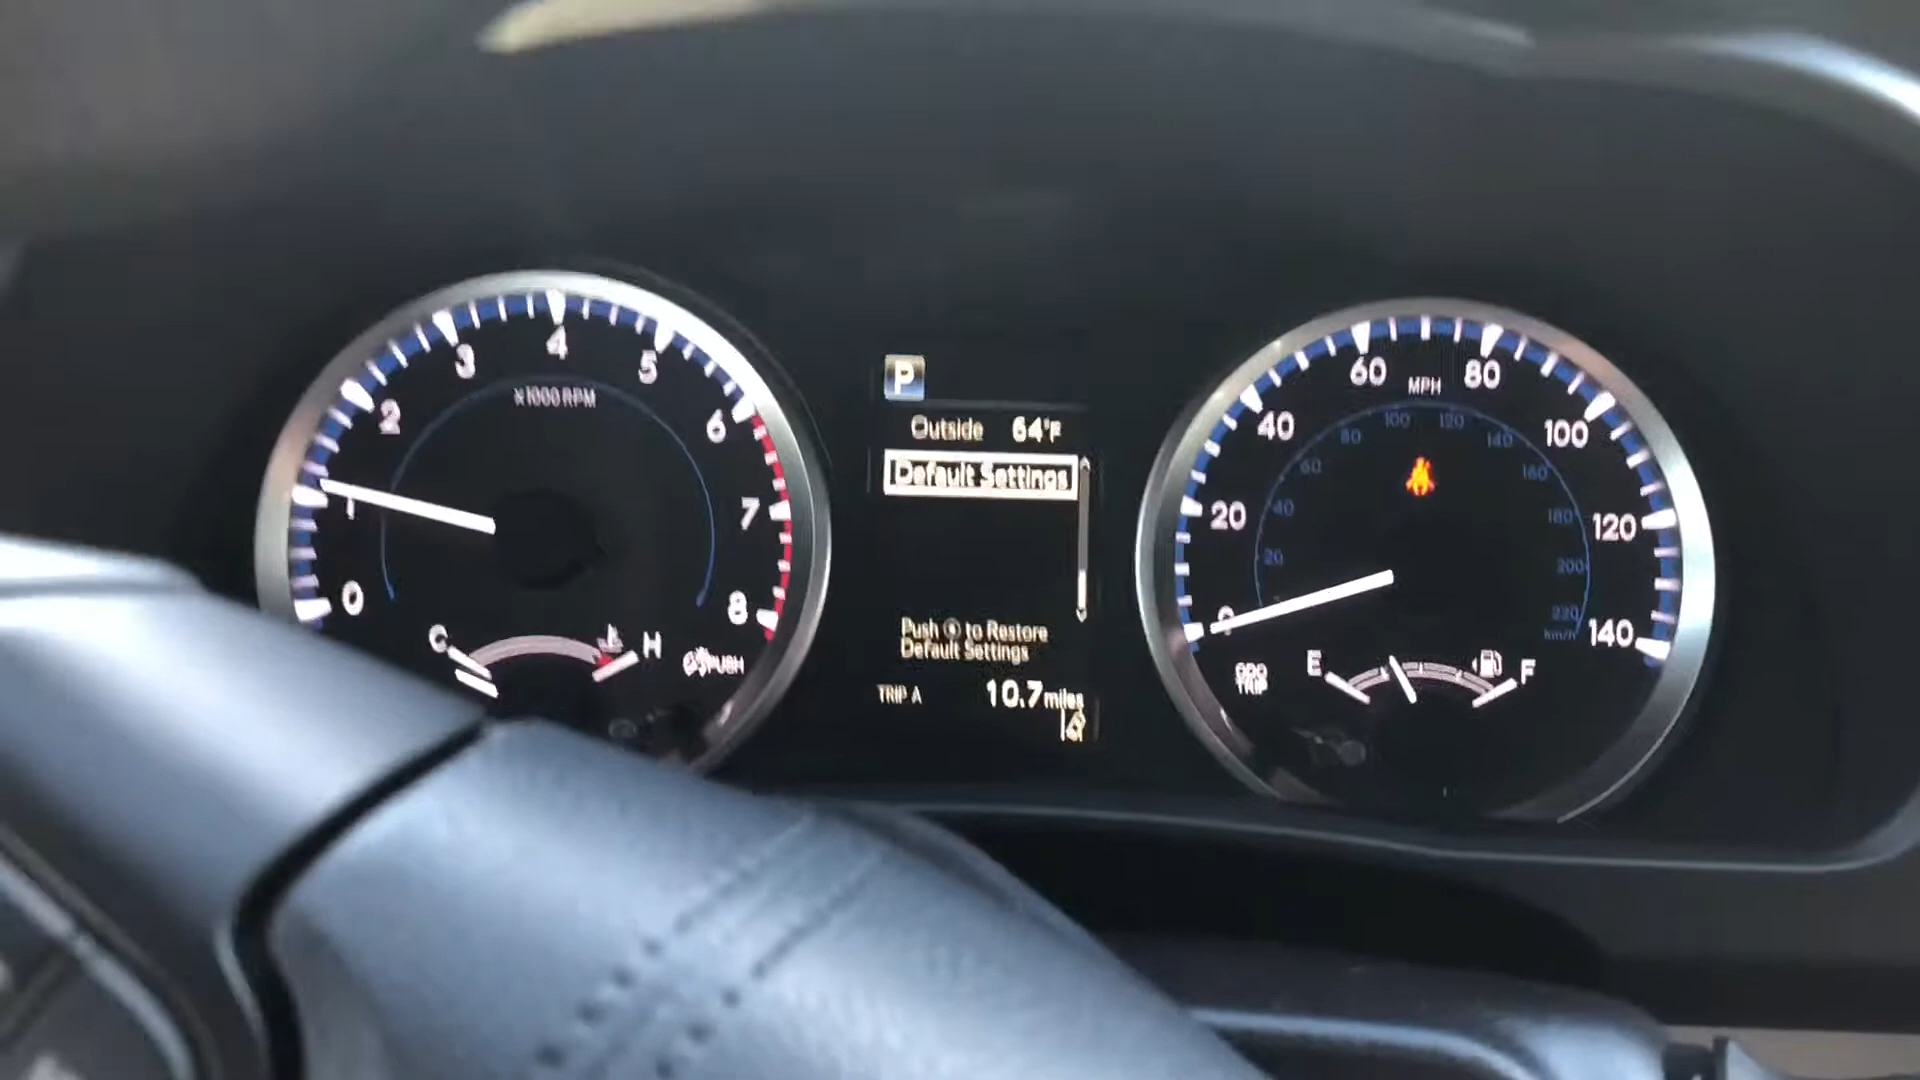 0
1
2
3
4
5
6
7
8
x1000 RPM
C
H
PUSH
P
Outside 64°F
Default Settings
Push to Restore
Default Settings
TRIP A 10.7 miles
0
20
40
60
80
100
120
140
MPH
20
40
60
80
100
120
140
160
180
200
220
km/h
ODO
TRIP
E
F